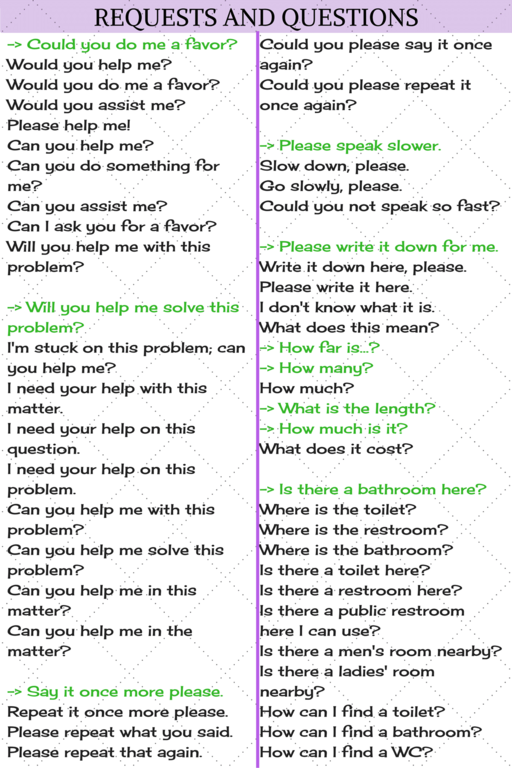 REQUESTS AND QUESTIONS
-> Could you do me a favor?
Would you help me?
Would you do me a favor?
Would you assist me?
Please help me!
Can you help me?
Can you do something for
me?
Can you assist me?
Can I ask you for a favor?
Will you help me with this
problem?
-> Will you help me solve this
problem?
I'm stuck on this problem; can
you help me?
I need your help with this
matter.
I need your help on this
question.
I need your help on this
problem.
Can you help me with this
problem?
Can you help me solve this
problem?
Can you help me in this
matter?
Can you help me in the
matter?
-> Say it once more please.
Repeat it once more please.
Please repeat what you said.
Please repeat that again.
Could you please say it once
again?
Could you please repeat it
once again?
-> Please speak slower.
Slow down, please.
Go slowly, please.
Could you not speak so fast?
-> Please write it down for me.
Write it down here, please.
Please write it here.
I don't know what it is.
What does this mean?
-> How far is...?
-> How many?
How much?
-> What is the length?
-> How much is it?
What does it cost?
-> Is there a bathroom here?
Where is the toilet?
Where is the restroom?
Where is the bathroom?
Is there a toilet here?
Is there a restroom here?
Is there a public restroom
here I can use?
Is there a men's room nearby?
Is there a ladies' room
nearby?
How can I find a toilet?
How can I find a bathroom?
How can I find a WC?